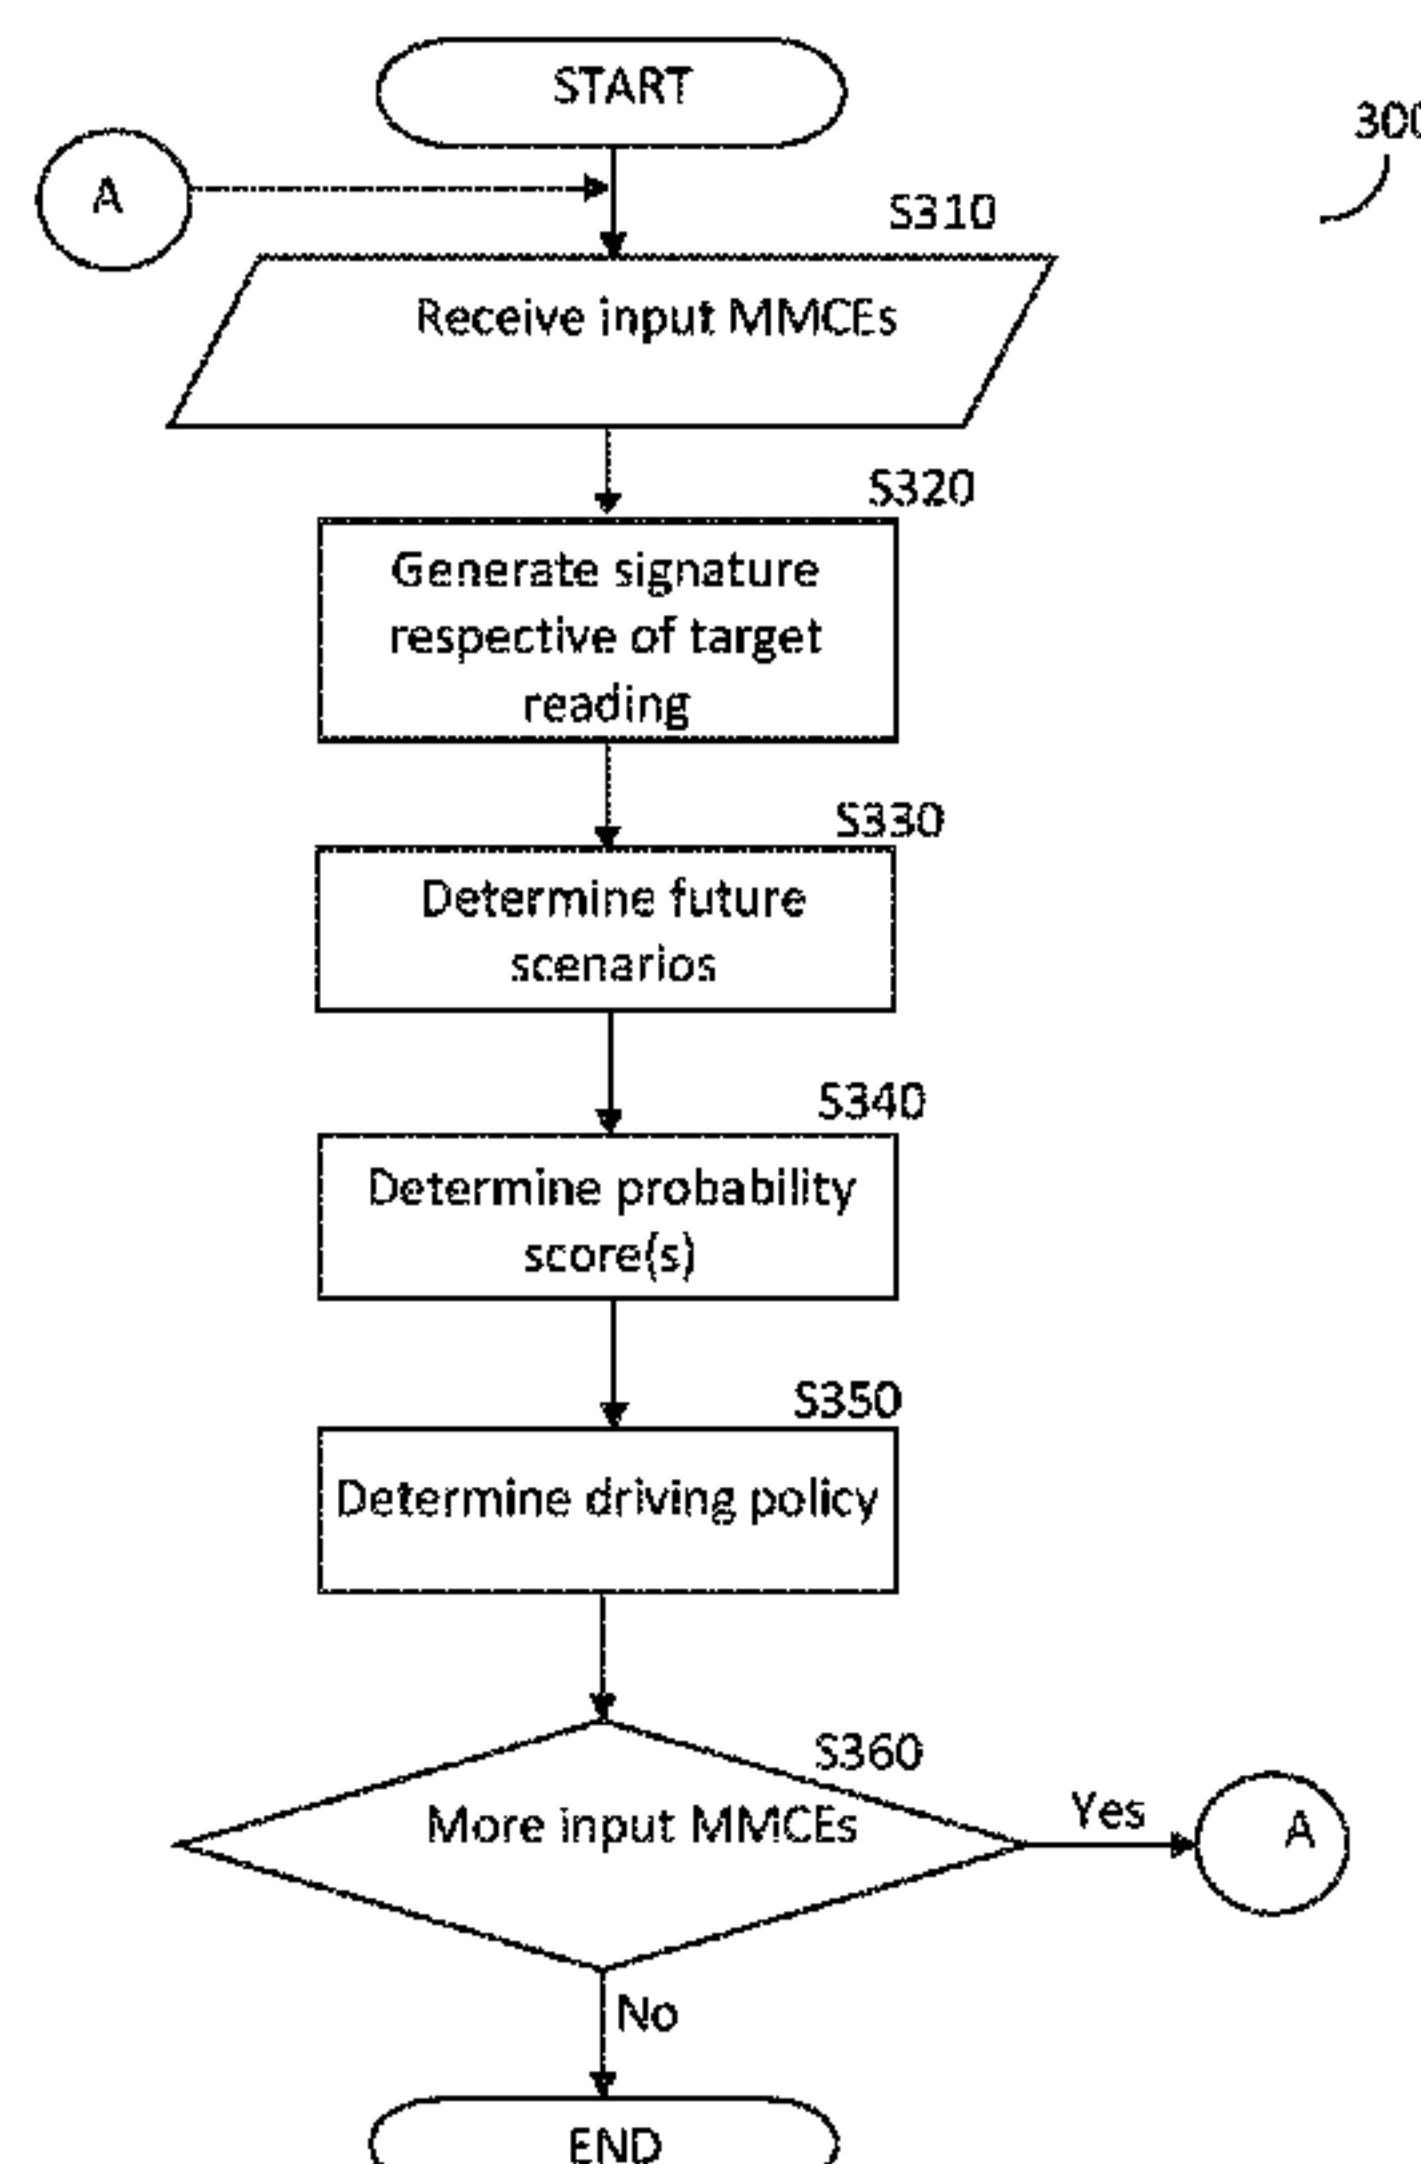 START
A
300
S310
Receive input MMCEs
S320
Generate signature
respective of target
reading
S330
Determine future
scenarios
S340
Determine probability
score(s)
S350
Determine driving policy
S360
More input MMCEs
Yes
A
No
END